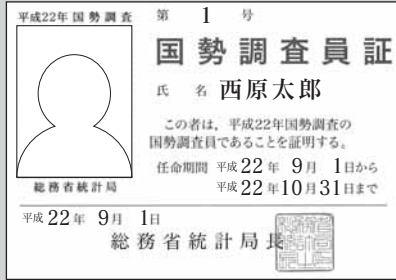 平成22年国勢調査
第 1 号
国勢調査員証
氏 名 西原太郎
この者は、平成22年国勢調査の
国勢調査員であることを証明する。
任命期間 平成22年 9月 1日から
平成22年10月31日まで
総務省統計局
平成22年 9月 1日
総務省統計局長